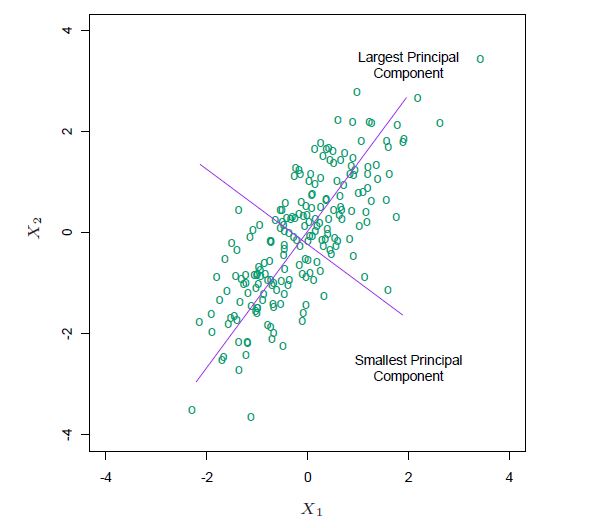 4
Largest Principal
Component
2
X2
0
-2
Smallest Principal
Component
-4
-4 -2 0 2 4
X1